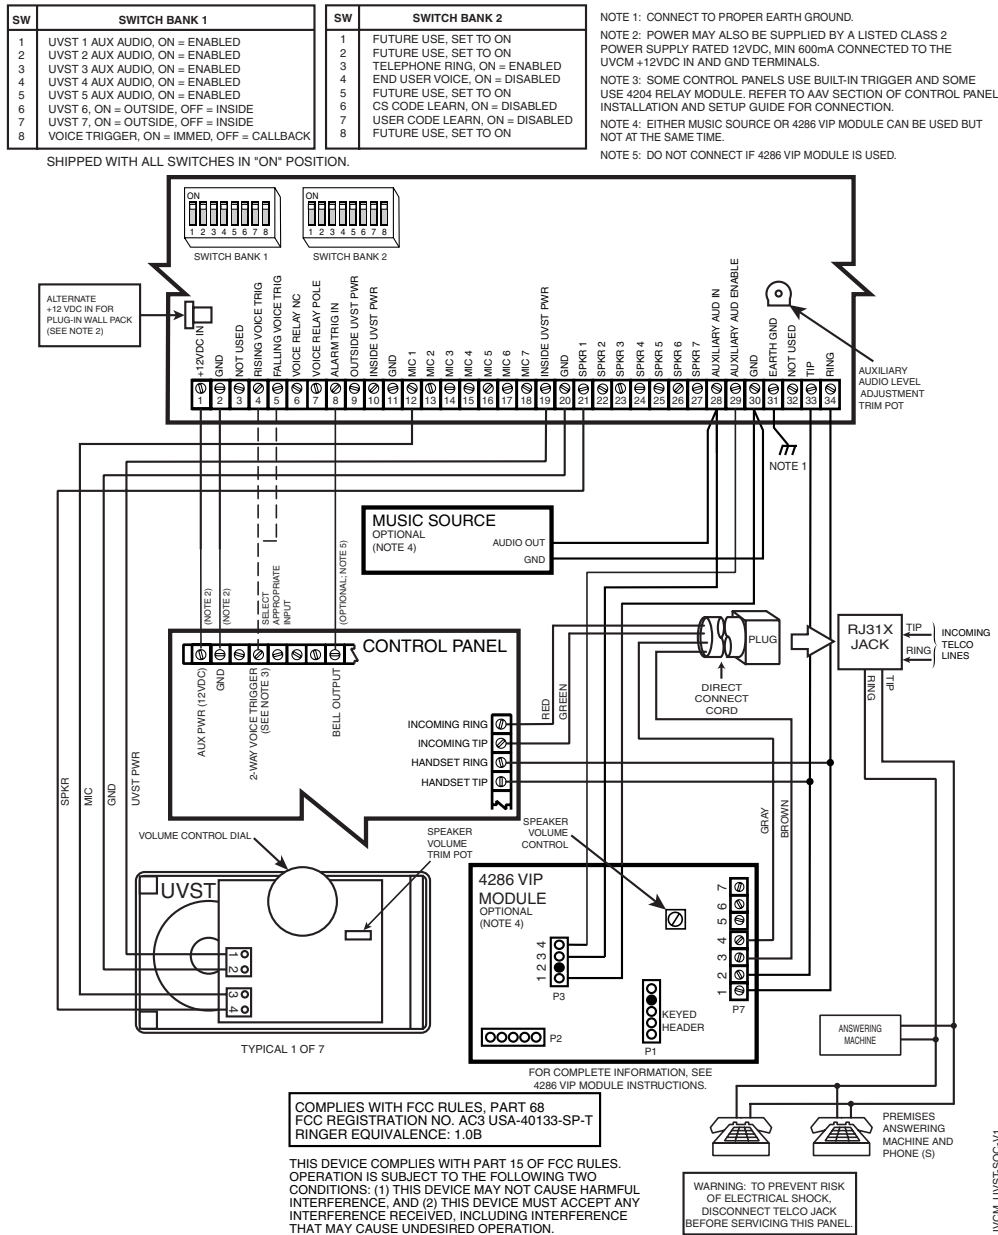 SW SWITCH BANK 1
1 UVST 1 AUX AUDIO, ON = ENABLED
2 UVST 2 AUX AUDIO, ON = ENABLED
3 UVST 3 AUX AUDIO, ON = ENABLED
4 UVST 4 AUX AUDIO, ON = ENABLED
5 UVST 5 AUX AUDIO, ON = ENABLED
6 UVST 6, ON = OUTSIDE, OFF = INSIDE
7 UVST 7, ON = OUTSIDE, OFF = INSIDE
8 VOICE TRIGGER, ON = IMMED, OFF = CALLBACK
SW SWITCH BANK 2
1 FUTURE USE, SET TO ON
2 FUTURE USE, SET TO ON
3 TELEPHONE RING, ON = ENABLED
4 END USER VOICE, ON = DISABLED
5 FUTURE USE, SET TO ON
6 CS CODE LEARN, ON = DISABLED
7 USER CODE LEARN, ON = DISABLED
8 FUTURE USE, SET TO ON
SHIPPED WITH ALL SWITCHES IN "ON" POSITION.
NOTE 1: CONNECT TO PROPER EARTH GROUND.
NOTE 2: POWER MAY ALSO BE SUPPLIED BY A LISTED CLASS 2
POWER SUPPLY RATED 12VDC, MIN 600mA CONNECTED TO THE
UVCM +12VDC IN AND GND TERMINALS.
NOTE 3: SOME CONTROL PANELS USE BUILT-IN TRIGGER AND SOME
USE 4204 RELAY MODULE. REFER TO AAV SECTION OF CONTROL PANEL
INSTALLATION AND SETUP GUIDE FOR CONNECTION.
NOTE 4: EITHER MUSIC SOURCE OR 4286 VIP MODULE CAN BE USED BUT
NOT AT THE SAME TIME.
NOTE 5: DO NOT CONNECT IF 4286 VIP MODULE IS USED.
ON
1 2 3 4 5 6 7 8
SWITCH BANK 1
ON
1 2 3 4 5 6 7 8
SWITCH BANK 2
ALTERNATE
+12 VDC IN FOR
PLUG-IN WALL PACK
(SEE NOTE 2)
+12VDC IN
GND
NOT USED
RISING VOICE TRIG
FALLING VOICE TRIG
VOICE RELAY NC
VOICE RELAY POLE
ALARM TRIG IN
OUTSIDE UVST PWR
INSIDE UVST PWR
GND
MIC 1
MIC 2
MIC 3
MIC 4
MIC 5
MIC 6
MIC 7
INSIDE UVST PWR
GND
SPKR 1
SPKR 2
SPKR 3
SPKR 4
SPKR 5
SPKR 6
SPKR 7
AUXILIARY AUD IN
AUXILIARY AUD ENABLE
GND
EARTH GND
NOT USED
TIP
RING
1 2 3 4 5 6 7 8 9 10 11 12 13 14 15 16 17 18 19 20 21 22 23 24 25 26 27 28 29 30 31 32 33 34
AUXILIARY
AUDIO LEVEL
ADJUSTMENT
TRIM POT
NOTE 1
MUSIC SOURCE
OPTIONAL
(NOTE 4)
AUDIO OUT
GND
(NOTE 2)
(NOTE 2)
SELECT
APPROPRIATE
INPUT
(OPTIONAL; NOTE 5)
CONTROL PANEL
AUX PWR (12VDC)
GND
2-WAY VOICE TRIGGER
(SEE NOTE 3)
BELL OUTPUT
INCOMING RING
INCOMING TIP
HANDSET RING
HANDSET TIP
RED
GREEN
PLUG
DIRECT
CONNECT
CORD
RJ31X
JACK
TIP
RING
INCOMING
TELCO
LINES
RING
TIP
GRAY
BROWN
SPKR
MIC
GND
UVST PWR
VOLUME CONTROL DIAL
SPEAKER
VOLUME
TRIM POT
UVST
1
2
3
4
TYPICAL 1 OF 7
SPEAKER
VOLUME
CONTROL
4286 VIP
MODULE
OPTIONAL
(NOTE 4)
1 2 3 4
P3
P2
KEYED
HEADER
P1
7
6
5
4
3
2
1
P7
FOR COMPLETE INFORMATION, SEE
4286 VIP MODULE INSTRUCTIONS.
ANSWERING
MACHINE
PREMISES
ANSWERING
MACHINE AND
PHONE (S)
COMPLIES WITH FCC RULES, PART 68
FCC REGISTRATION NO. AC3 USA-40133-SP-T
RINGER EQUIVALENCE: 1.0B
THIS DEVICE COMPLIES WITH PART 15 OF FCC RULES.
OPERATION IS SUBJECT TO THE FOLLOWING TWO
CONDITIONS: (1) THIS DEVICE MAY NOT CAUSE HARMFUL
INTERFERENCE, AND (2) THIS DEVICE MUST ACCEPT ANY
INTERFERENCE RECEIVED, INCLUDING INTERFERENCE
THAT MAY CAUSE UNDESIRED OPERATION.
WARNING: TO PREVENT RISK
OF ELECTRICAL SHOCK,
DISCONNECT TELCO JACK
BEFORE SERVICING THIS PANEL.